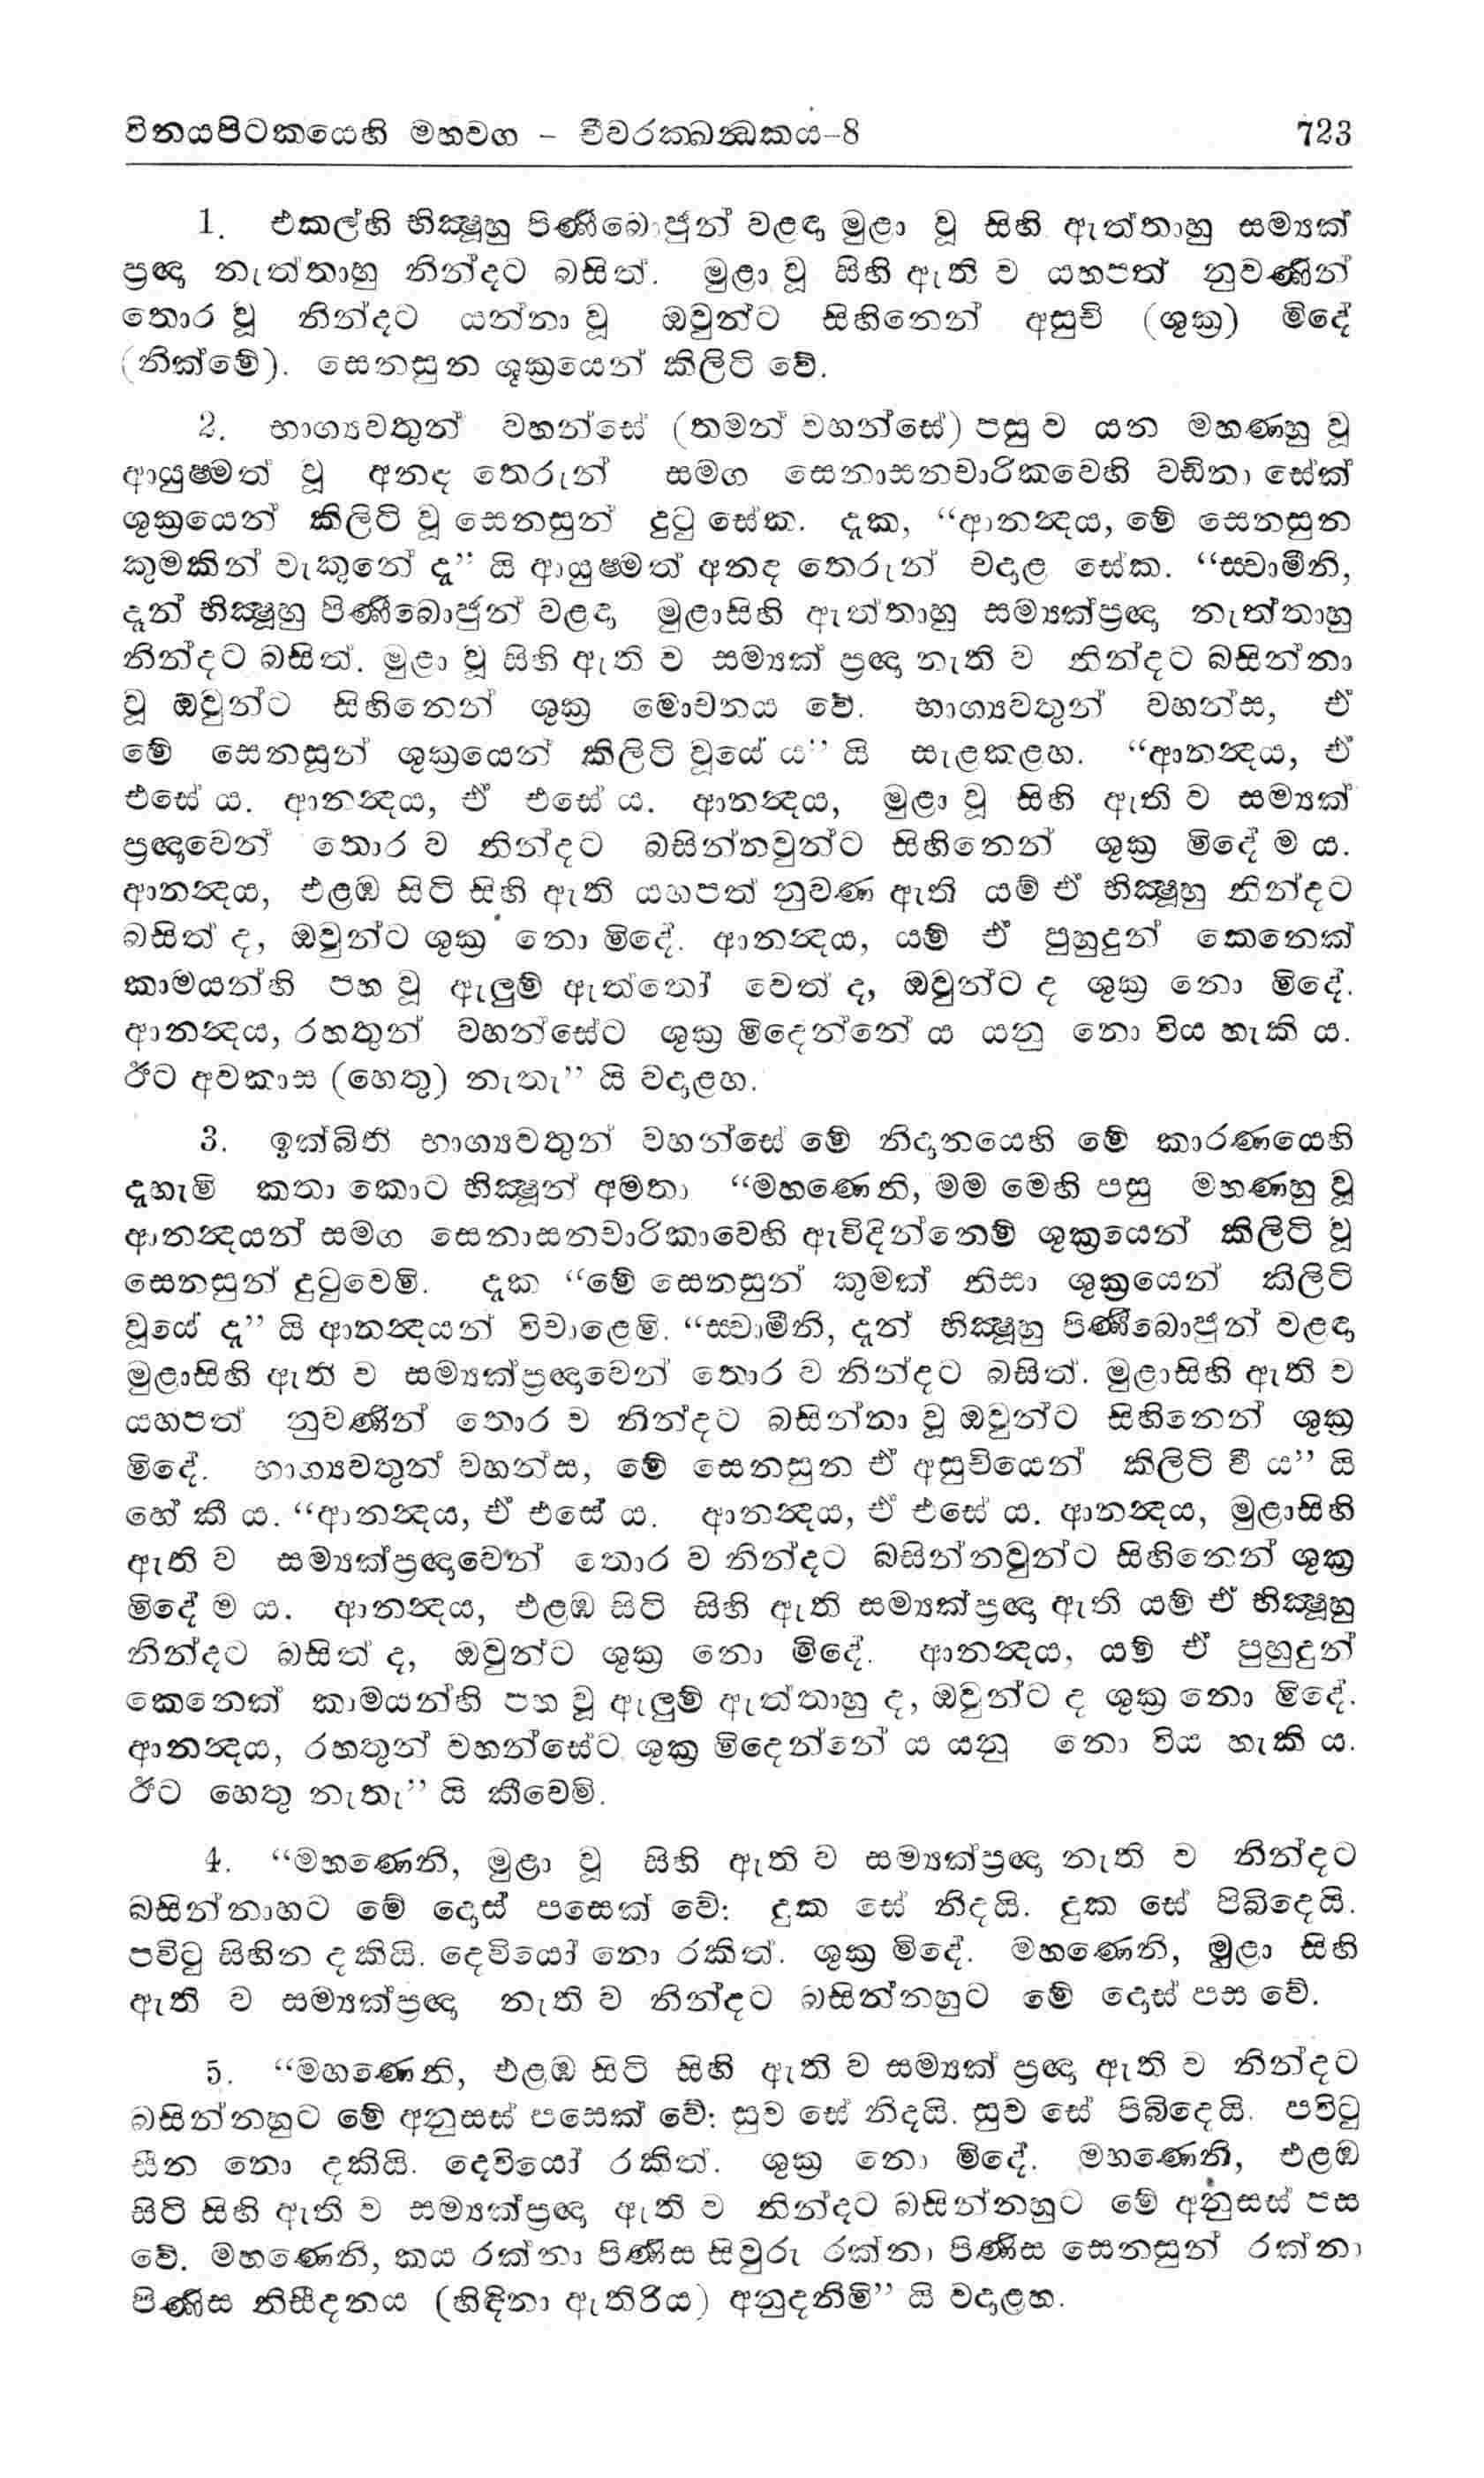 විනයපිටකයෙහි මහවග - චීවරක්ඛන්ධකය-8 723
1. එකල්හි භික්ෂූහු පිණීබොජුන් වළඳා මුළා වූ සිහි ඇත්තාහු සම්‍යක්
ප්‍රඥා නැත්තාහු නින්දට බසිත්. මුළා වූ සිහි ඇති ව යහපත් නුවණින්
තොර වූ නින්දට යන්නා වූ ඔවුන්ට සිහිනෙන් අසුචි (ශුක්‍ර) මිදේ
(නික්මේ). සෙනසුන ශුක්‍රයෙන් කිලිටි වේ.
2. භාග්‍යවතුන් වහන්සේ (තමන් වහන්සේ) පසු ව යන මහණහු වූ
ආයුෂ්මත් වූ අනඳ තෙරුන් සමග සෙනාසනචාරිකවෙහි වඩිනා සේක්
ශුක්‍රයෙන් කිලිටි වූ සෙනසුන් දුටු සේක. දැක, “ආනන්‍දය, මේ සෙනසුන
කුමකින් වැකුනේ දැ” යි ආයුෂ්මත් අනඳ තෙරුන් වදාළ සේක. “ස්වාමීනි,
දැන් භික්ෂූහු පිණීබොජුන් වළඳා මුළාසිහි ඇත්තාහු සම්‍යක්ප්‍රඥා නැත්තාහු
නින්දට බසිත්. මුළා වූ සිහි ඇති ව සම්‍යක් ප්‍රඥා නැති ව නින්දට බසින්නා
වූ ඔවුන්ට සිහිනෙන් ශුක්‍ර මොචනය වේ. භාග්‍යවතුන් වහන්ස, ඒ
මේ සෙනසුන් ශුක්‍රයෙන් කිලිටි වූයේ ය” යි සැළකළහ. “ආනන්‍දය, ඒ
එසේ ය. ආනන්‍දය, ඒ එසේ ය. ආනන්‍දය, මුළා වූ සිහි ඇති ව සම්‍යක්
ප්‍රඥාවෙන් තොර ව නින්දට බසින්නවුන්ට සිහිනෙන් ශුක්‍ර මිදේ ම ය.
ආනන්‍දය, එළඹ සිටි සිහි ඇති යහපත් නුවණ ඇති යම් ඒ භික්ෂූහු නින්දට
බසිත් ද, ඔවුන්ට ශුක්‍ර නො මිදේ. ආනන්‍දය, යම් ඒ පුහුදුන් කෙනෙක්
කාමයන්හි පහ වූ ඇලුම් ඇත්තෝ වෙත් ද, ඔවුන්ට ද ශුක්‍ර නො මිදේ.
ආනන්‍දය, රහතුන් වහන්සේට ශුක්‍ර මිදෙන්නේ ය යනු නො විය හැකි ය.
ඊට අවකාස (හෙතු) නැතැ” යි වදාළහ.
3. ඉක්බිති භාග්‍යවතුන් වහන්සේ මේ නිදානයෙහි මේ කාරණයෙහි
දැහැමි කතා කොට භික්ෂූන් අමතා “මහණෙනි, මම මෙහි පසු මහණහු වූ
ආනන්‍දයන් සමග සෙනාසනචාරිකාවෙහි ඇවිදින්නෙම් ශුක්‍රයෙන් කිලිටි වූ
සෙනසුන් දුටුවෙමි. දැක “මේ සෙනසුන් කුමක් නිසා ශුක්‍රයෙන් කිලිටි
වූයේ දැ” යි ආනන්‍දයන් විචාළෙමි. “ස්වාමීනි, දැන් භික්ෂූහු පිණීබොජුන් වළඳා
මුළාසිහි ඇති ව සම්‍යක්ප්‍රඥාවෙන් තොර ව නින්දට බසිත්. මුළාසිහි ඇති ව
යහපත් නුවණින් තොර ව නින්දට බසින්නා වූ ඔවුන්ට සිහිනෙන් ශුක්‍ර
මිදේ. භාග්‍යවතුන් වහන්ස, මේ සෙනසුන ඒ අසුචියෙන් කිලිටි වී ය” යි
හේ කී ය. “ආනන්‍දය, ඒ එසේ ය. ආනන්‍දය, ඒ එසේ ය. ආනන්‍දය, මුළාසිහි
ඇති ව සම්‍යක්ප්‍රඥාවෙන් තොර ව නින්දට බසින්නවුන්ට සිහිනෙන් ශුක්‍ර
මිදේ ම ය. ආනන්‍දය, එළඹ සිටි සිහි ඇති සම්‍යක්ප්‍රඥා ඇති යම් ඒ භික්ෂූහු
නින්දට බසිත් ද, ඔවුන්ට ශුක්‍ර නො මිදේ. ආනන්‍දය, යම් ඒ පුහුදුන්
කෙනෙක් කාමයන්හි පහ වූ ඇලුම් ඇත්තාහු ද, ඔවුන්ට ද ශුක්‍ර නො මිදේ.
ආනන්‍දය, රහතුන් වහන්සේට ශුක්‍ර මිදෙන්නේ ය යනු නො විය හැකි ය.
ඊට හෙතු නැතැ” යි කීවෙමි.
4. “මහණෙනි, මුළා වූ සිහි ඇති ව සම්‍යක්ප්‍රඥා නැති ව නින්දට
බසින්නාහට මේ දොස් පසෙක් වේ: දුක සේ නිදයි. දුක සේ පිබිදෙයි.
පවිටු සිහින දකියි. දෙවියෝ නො රකිත්. ශුක්‍ර මිදේ. මහණෙනි, මුළා සිහි
ඇති ව සම්‍යක්ප්‍රඥා නැති ව නින්දට බසින්නහුට මේ දොස් පස වේ.
5. “මහණෙනි, එළඹ සිටි සිහි ඇති ව සම්‍යක් ප්‍රඥා ඇති ව නින්දට
බසින්නහුට මේ අනුසස් පසෙක් වේ: සුව සේ නිදයි. සුව සේ පිබිදෙයි. පවිටු
සීන නො දකියි. දෙවියෝ රකිත්. ශුක්‍ර නො මිදේ. මහණෙනි, එළඹ
සිටි සිහි ඇති ව සම්‍යක්ප්‍රඥා ඇති ව නින්දට බසින්නහුට මේ අනුසස් පස
වේ. මහණෙනි, කය රක්නා පිණිස සිවුරු රක්නා පිණිස සෙනසුන් රක්නා
පිණිස නිසීදනය (හිඳිනා ඇතිරිය) අනුදනිමි” යි වදාළහ.